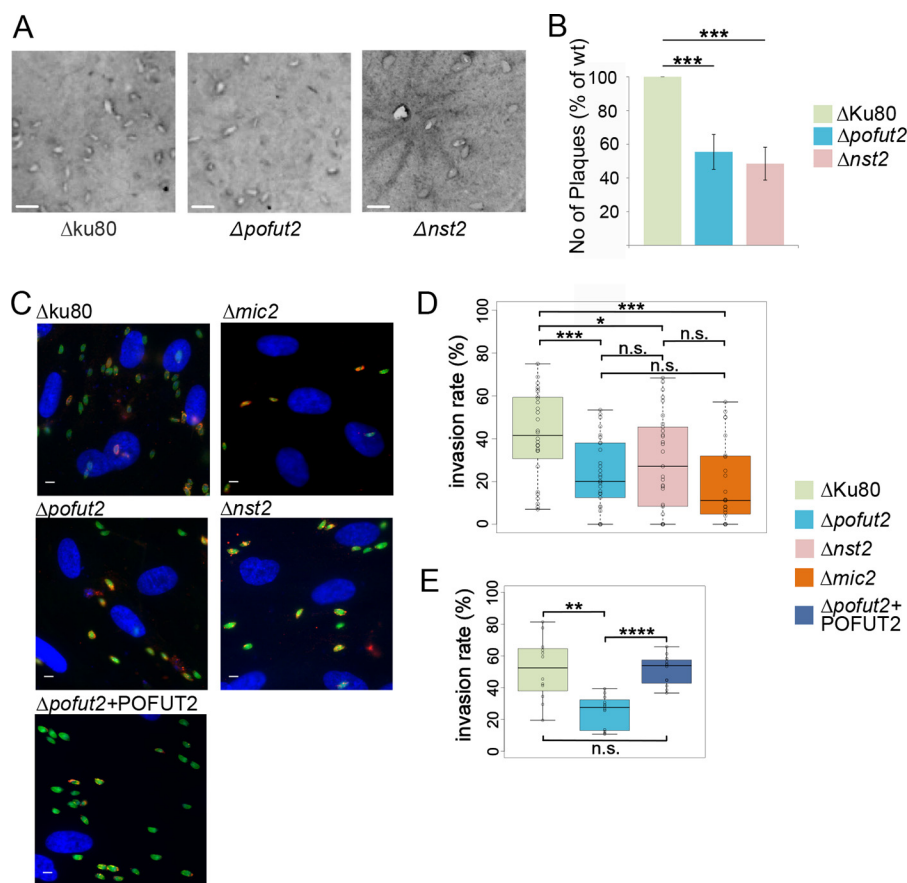 A
Δku80
Δpofut2
Δnst2
B
No of Plaques (% of wt)
100
80
60
40
20
***
***
ΔKu80
Δpofut2
Δnst2
C
Δku80
Δmic2
Δpofut2
Δnst2
Δpofut2+POFUT2
D
invasion rate (%)
100
80
60
40
20
0
***
*
***
n.s.
n.s.
n.s.
ΔKu80
Δpofut2
Δnst2
Δmic2
Δpofut2+
POFUT2
E
invasion rate (%)
100
80
60
40
20
0
**
****
n.s.